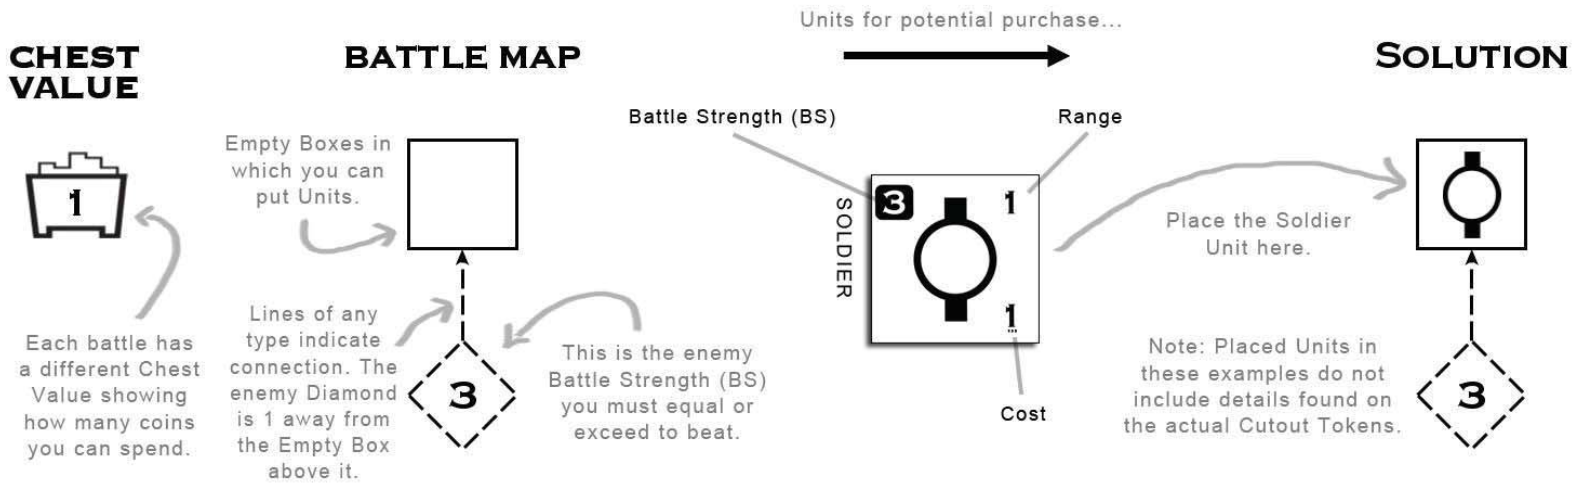 Units for potential purchase...
CHEST
VALUE
BATTLE MAP
SOLUTION
Battle Strength (BS)
Range
Empty Boxes in
which you can
put Units.
1
3
1
SOLDIER
1
Place the Soldier
Unit here.
Each battle has
a different Chest
Value showing
how many coins
you can spend.
Lines of any
type indicate
connection. The
enemy Diamond
is 1 away from
the Empty Box
above it.
3
This is the enemy
Battle Strength (BS)
you must equal or
exceed to beat.
Cost
Note: Placed Units in
these examples do not
include details found on
the actual Cutout Tokens.
3